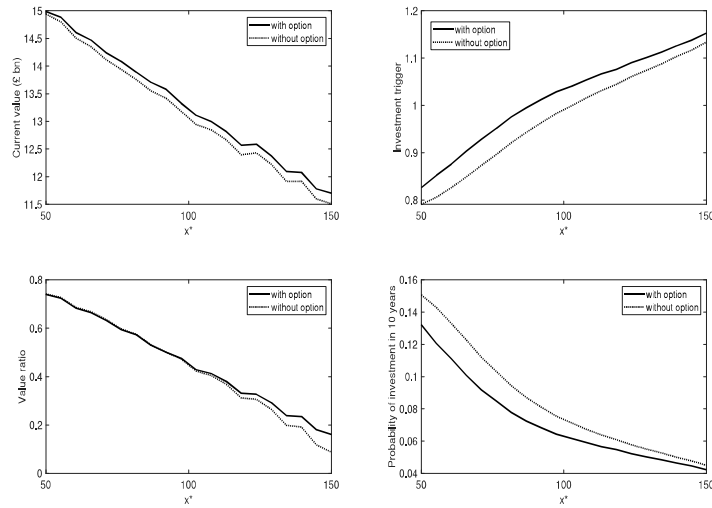 15
14.5
14
13.5
13
12.5
12
11.5
Current value (£ bn)
with option
without option
50
100
150
x*
1.2
1.1
1
0.9
0.8
Investment trigger
with option
without option
50
100
150
x*
0.8
0.6
0.4
0.2
0
Value ratio
with option
without option
50
100
150
x*
0.16
0.14
0.12
0.1
0.08
0.06
0.04
Probability of investment in 10 years
with option
without option
50
100
150
x*